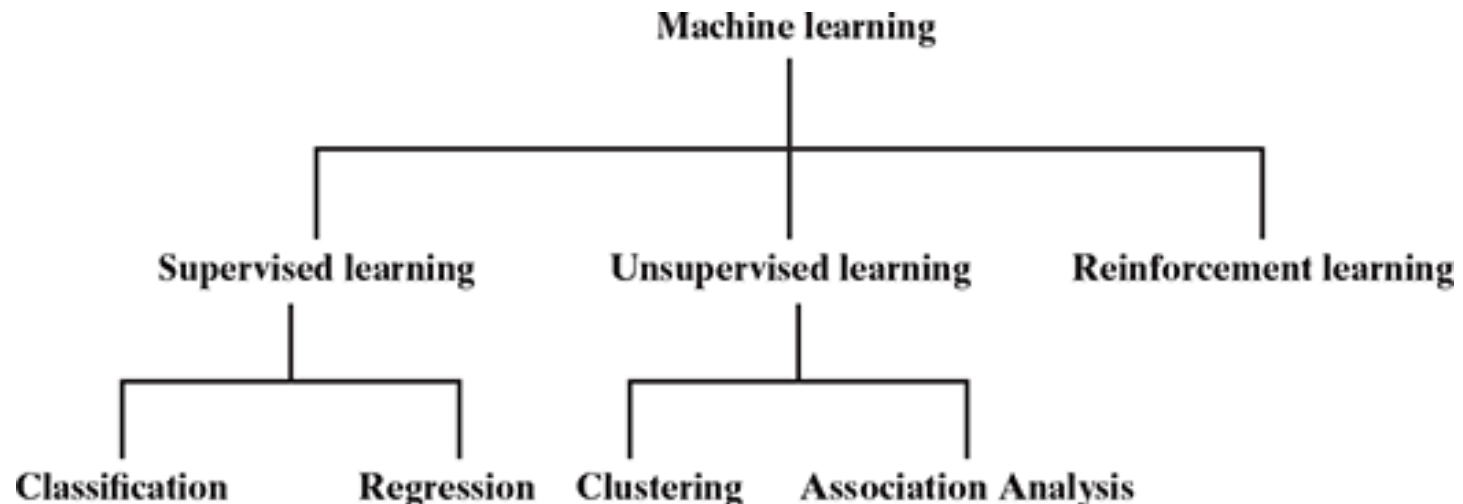 Machine learning
Supervised learning Unsupervised learning Reinforcement learning
Classification Regression Clustering Association Analysis